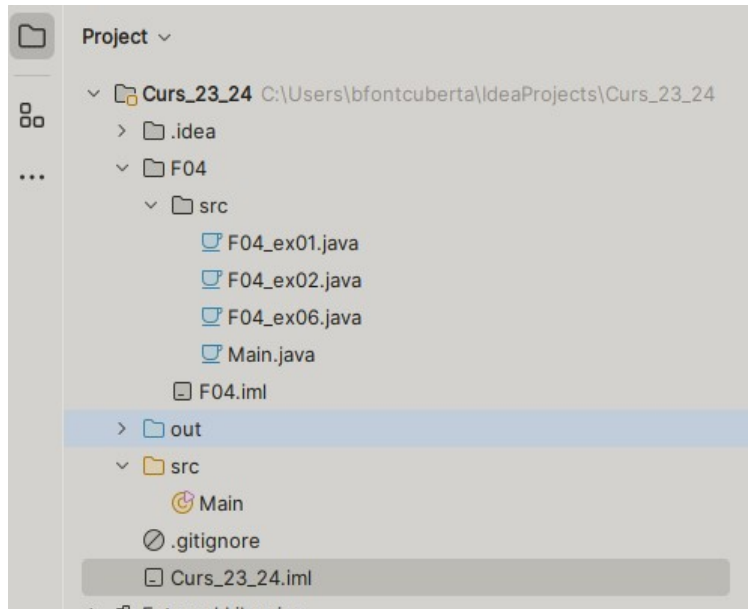 Project
Curs_23_24 C:\Users\bfontcuberta\IdeaProjects\Curs_23_24
.idea
F04
src
F04_ex01.java
F04_ex02.java
F04_ex06.java
Main.java
F04.iml
out
src
Main
.gitignore
Curs_23_24.iml